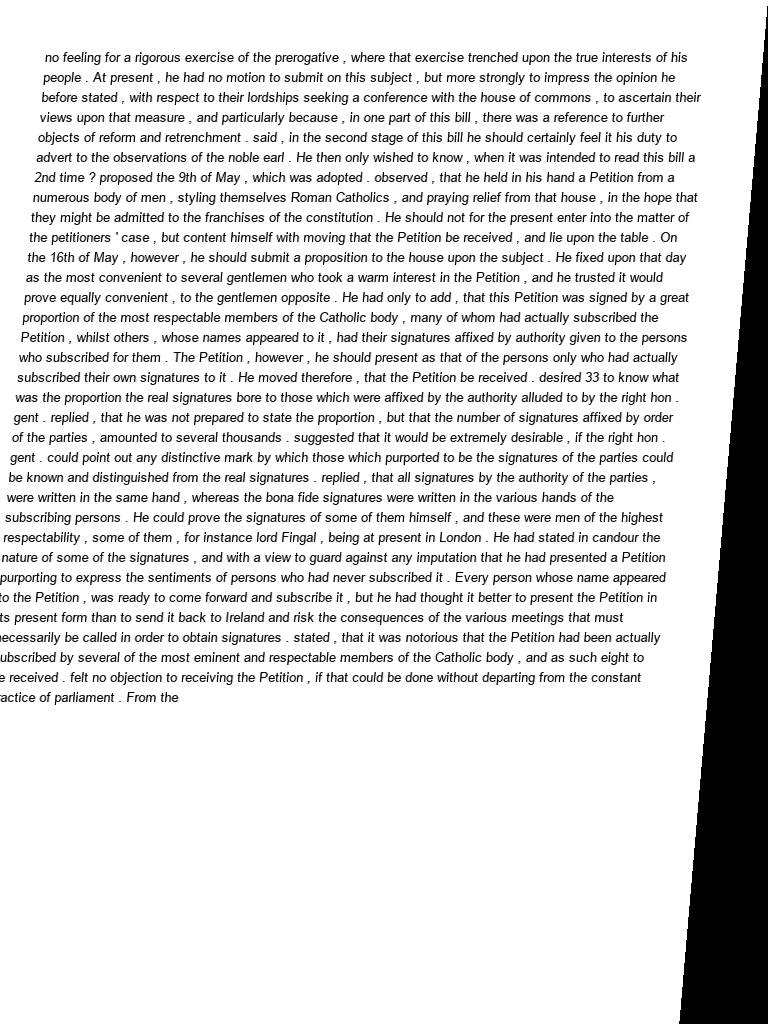 no feeling for a rigorous exercise of the prerogative , where that exercise trenched upon the true interests of his
people . At present , he had no motion to submit on this subject , but more strongly to impress the opinion he
before stated , with respect to their lordships seeking a conference with the house of commons , to ascertain their
views upon that measure , and particularly because , in one part of this bill , there was a reference to further
objects of reform and retrenchment . said , in the second stage of this bill he should certainly feel it his duty to
advert to the observations of the noble earl . He then only wished to know , when it was intended to read this bill a
2nd time ? proposed the 9th of May , which was adopted . observed , that he held in his hand a Petition from a
numerous body of men , styling themselves Roman Catholics , and praying relief from that house , in the hope that
they might be admitted to the franchises of the constitution . He should not for the present enter into the matter of
the petitioners ' case , but content himself with moving that the Petition be received , and lie upon the table . On
the 16th of May , however , he should submit a proposition to the house upon the subject . He fixed upon that day
as the most convenient to several gentlemen who took a warm interest in the Petition , and he trusted it would
prove equally convenient , to the gentlemen opposite . He had only to add , that this Petition was signed by a great
proportion of the most respectable members of the Catholic body , many of whom had actually subscribed the
Petition , whilst others , whose names appeared to it , had their signatures affixed by authority given to the persons
who subscribed for them . The Petition , however , he should present as that of the persons only who had actually
subscribed their own signatures to it . He moved therefore , that the Petition be received . desired 33 to know what
was the proportion the real signatures bore to those which were affixed by the authority alluded to by the right hon .
gent . replied , that he was not prepared to state the proportion , but that the number of signatures affixed by order
of the parties , amounted to several thousands . suggested that it would be extremely desirable , if the right hon .
gent . could point out any distinctive mark by which those which purported to be the signatures of the parties could
be known and distinguished from the real signatures . replied , that all signatures by the authority of the parties ,
were written in the same hand , whereas the bona fide signatures were written in the various hands of the
subscribing persons . He could prove the signatures of some of them himself , and these were men of the highest
respectability , some of them , for instance lord Fingal , being at present in London . He had stated in candour the
nature of some of the signatures , and with a view to guard against any imputation that he had presented a Petition
purporting to express the sentiments of persons who had never subscribed it . Every person whose name appeared
to the Petition , was ready to come forward and subscribe it , but he had thought it better to present the Petition in
ts present form than to send it back to Ireland and risk the consequences of the various meetings that must
ecessarily be called in order to obtain signatures . stated , that it was notorious that the Petition had been actually
ubscribed by several of the most eminent and respectable members of the Catholic body , and as such eight to
e received . felt no objection to receiving the Petition , if that could be done without departing from the constant
ractice of parliament . From the